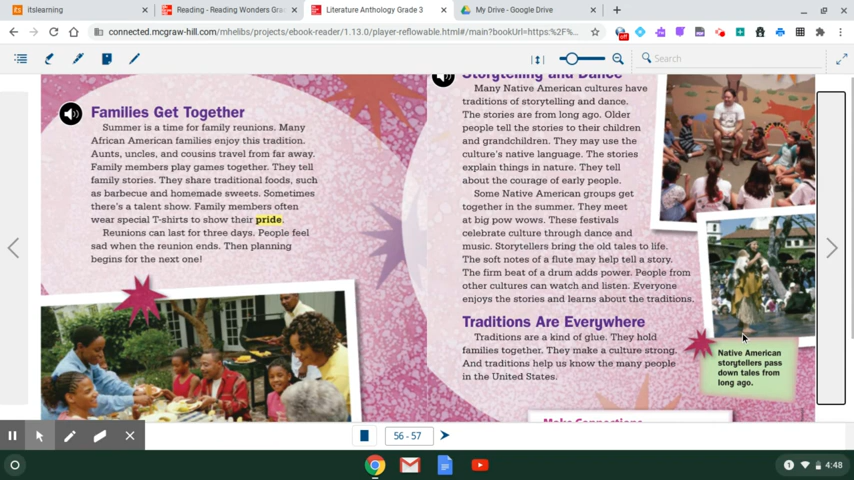 itslearning
Reading - Reading Wonders Gra
Literature Anthology Grade 3
My Drive - Google Drive
connected.mcgraw-hill.com/mhelibs/projects/ebook-reader/1.13.0/player-reflowable.html#/main?bookUrl=https:%2F%...
Search
Families Get Together
Summer is a time for family reunions. Many
African American families enjoy this tradition.
Aunts, uncles, and cousins travel from far away.
Family members play games together. They tell
family stories. They share traditional foods, such
as barbecue and homemade sweets. Sometimes
there's a talent show. Family members often
wear special T-shirts to show their pride.
Reunions can last for three days. People feel
sad when the reunion ends. Then planning
begins for the next one!
Storytelling and Dance
Many Native American cultures have
traditions of storytelling and dance.
The stories are from long ago. Older
people tell the stories to their children
and grandchildren. They may use the
culture's native language. The stories
explain things in nature. They tell
about the courage of early people.
Some Native American groups get
together in the summer. They meet
at big pow wows. These festivals
celebrate culture through dance and
music. Storytellers bring the old tales to life.
The soft notes of a flute may help tell a story.
The firm beat of a drum adds power. People from
other cultures can watch and listen. Everyone
enjoys the stories and learns about the traditions.
Traditions Are Everywhere
Traditions are a kind of glue. They hold
families together. They make a culture strong.
And traditions help us know the many people
in the United States.
Native American
storytellers pass
down tales from
long ago.
Make Connections
56 - 57
1
4:48